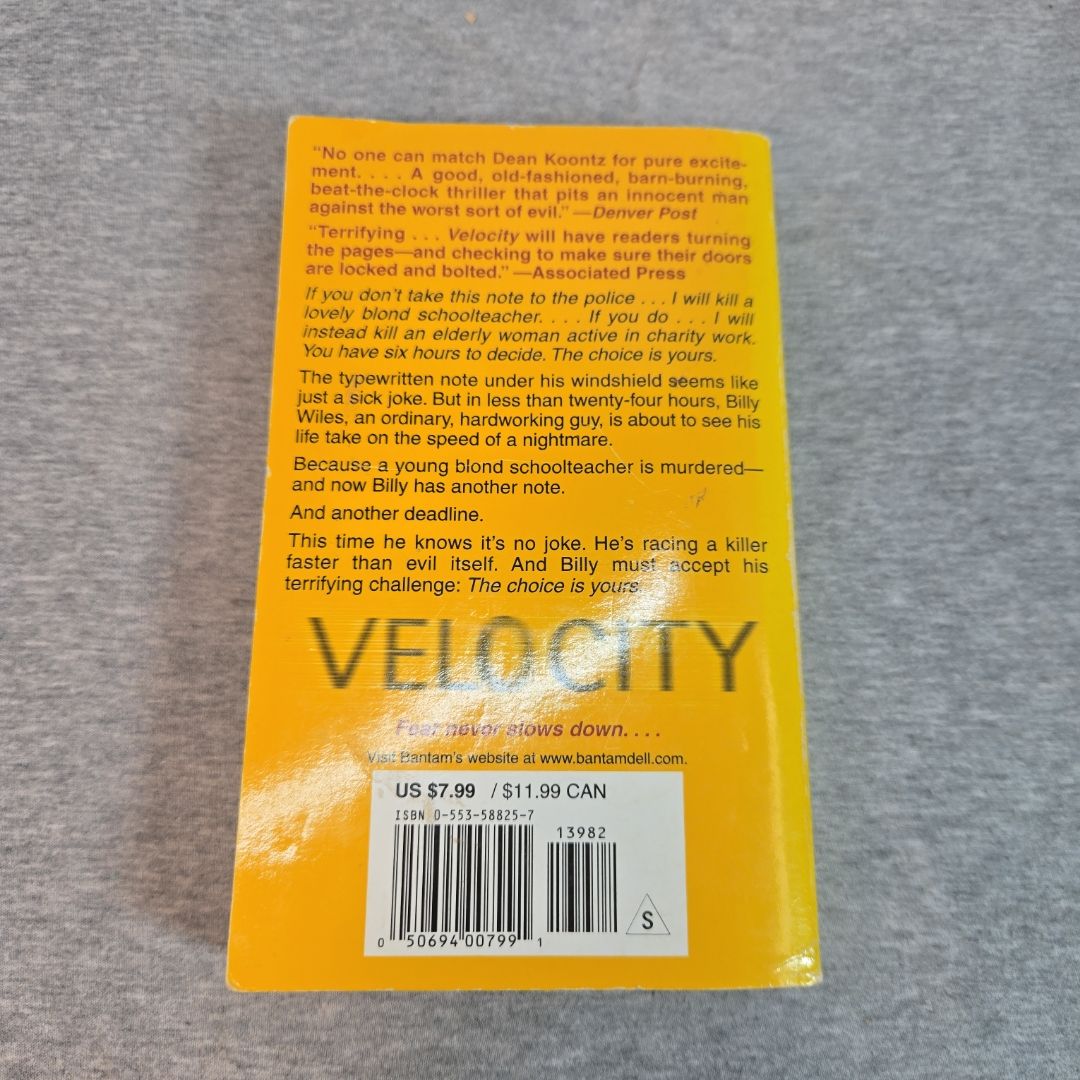 “No one can match Dean Koontz for pure excite-
ment. . . . A good, old-fashioned, barn-burning,
beat-the-clock thriller that pits an innocent man
against the worst sort of evil.” —Denver Post
“Terrifying . . . Velocity will have readers turning
the pages—and checking to make sure their doors
are locked and bolted.” —Associated Press
If you don’t take this note to the police . . . I will kill a
lovely blond schoolteacher. . . . If you do . . . I will
instead kill an elderly woman active in charity work.
You have six hours to decide. The choice is yours.
The typewritten note under his windshield seems like
just a sick joke. But in less than twenty-four hours, Billy
Wiles, an ordinary, hardworking guy, is about to see his
life take on the speed of a nightmare.
Because a young blond schoolteacher is murdered—
and now Billy has another note.
And another deadline.
This time he knows it’s no joke. He’s racing a killer
faster than evil itself. And Billy must accept his
terrifying challenge: The choice is yours.
VELOCITY
Fear never slows down. . . .
Visit Bantam’s website at www.bantamdell.com.
US $7.99 / $11.99 CAN
ISBN 0-553-58825-7
13982
S
0 50694 00799 1